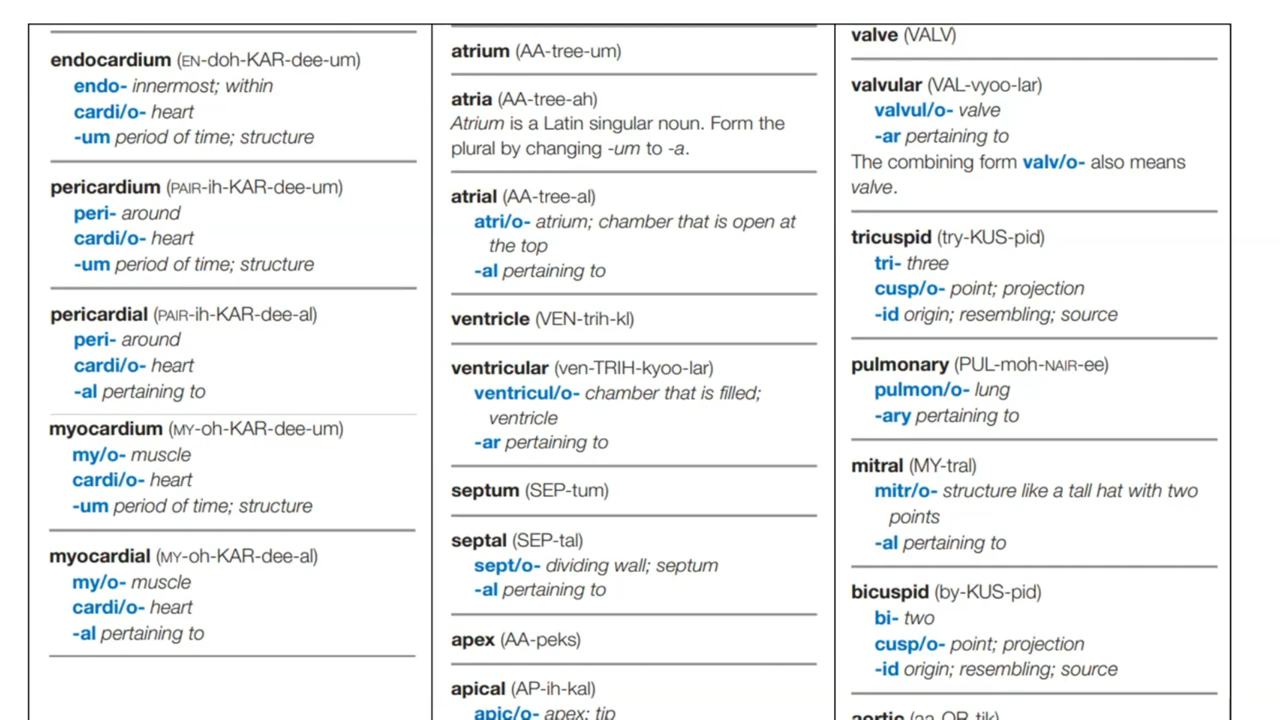 endocardium (EN-doh-KAR-dee-um)
endo- innermost; within
cardi/o- heart
-um period of time; structure
pericardium (PAIR-ih-KAR-dee-um)
peri- around
cardi/o- heart
-um period of time; structure
pericardial (PAIR-ih-KAR-dee-al)
peri- around
cardi/o- heart
-al pertaining to
myocardium (MY-oh-KAR-dee-um)
my/o- muscle
cardi/o- heart
-um period of time; structure
myocardial (MY-oh-KAR-dee-al)
my/o- muscle
cardi/o- heart
-al pertaining to
atrium (AA-tree-um)
atria (AA-tree-ah)
Atrium is a Latin singular noun. Form the
plural by changing -um to -a.
atrial (AA-tree-al)
atri/o- atrium; chamber that is open at
the top
-al pertaining to
ventricle (VEN-trih-kl)
ventricular (ven-TRIH-kyoo-lar)
ventricul/o- chamber that is filled;
ventricle
-ar pertaining to
septum (SEP-tum)
septal (SEP-tal)
sept/o- dividing wall; septum
-al pertaining to
apex (AA-peks)
apical (AP-ih-kal)
apic/o- apex; tip
valve (VALV)
valvular (VAL-vyoo-lar)
valvul/o- valve
-ar pertaining to
The combining form valv/o- also means
valve.
tricuspid (try-KUS-pid)
tri- three
cusp/o- point; projection
-id origin; resembling; source
pulmonary (PUL-moh-NAIR-ee)
pulmon/o- lung
-ary pertaining to
mitral (MY-tral)
mitr/o- structure like a tall hat with two
points
-al pertaining to
bicuspid (by-KUS-pid)
bi- two
cusp/o- point; projection
-id origin; resembling; source
aortic (aa-OR-tik)